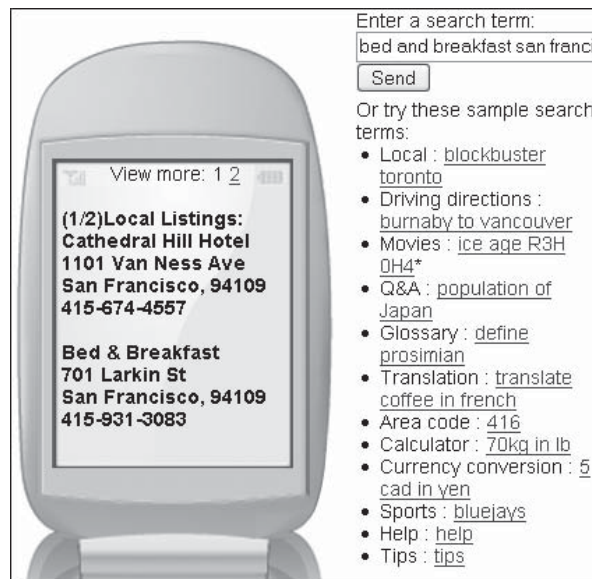 View more: 1 2
(1/2)Local Listings:
Cathedral Hill Hotel
1101 Van Ness Ave
San Francisco, 94109
415-674-4557
Bed & Breakfast
701 Larkin St
San Francisco, 94109
415-931-3083
Enter a search term:
bed and breakfast san franci
Send
Or try these sample search
terms:
• Local : blockbuster
toronto
• Driving directions :
burnaby to vancouver
• Movies : ice age R3H
0H4*
• Q&A : population of
Japan
• Glossary : define
prosimian
• Translation : translate
coffee in french
• Area code : 416
• Calculator : 70kg in lb
• Currency conversion : 5
cad in yen
• Sports : bluejays
• Help : help
• Tips : tips